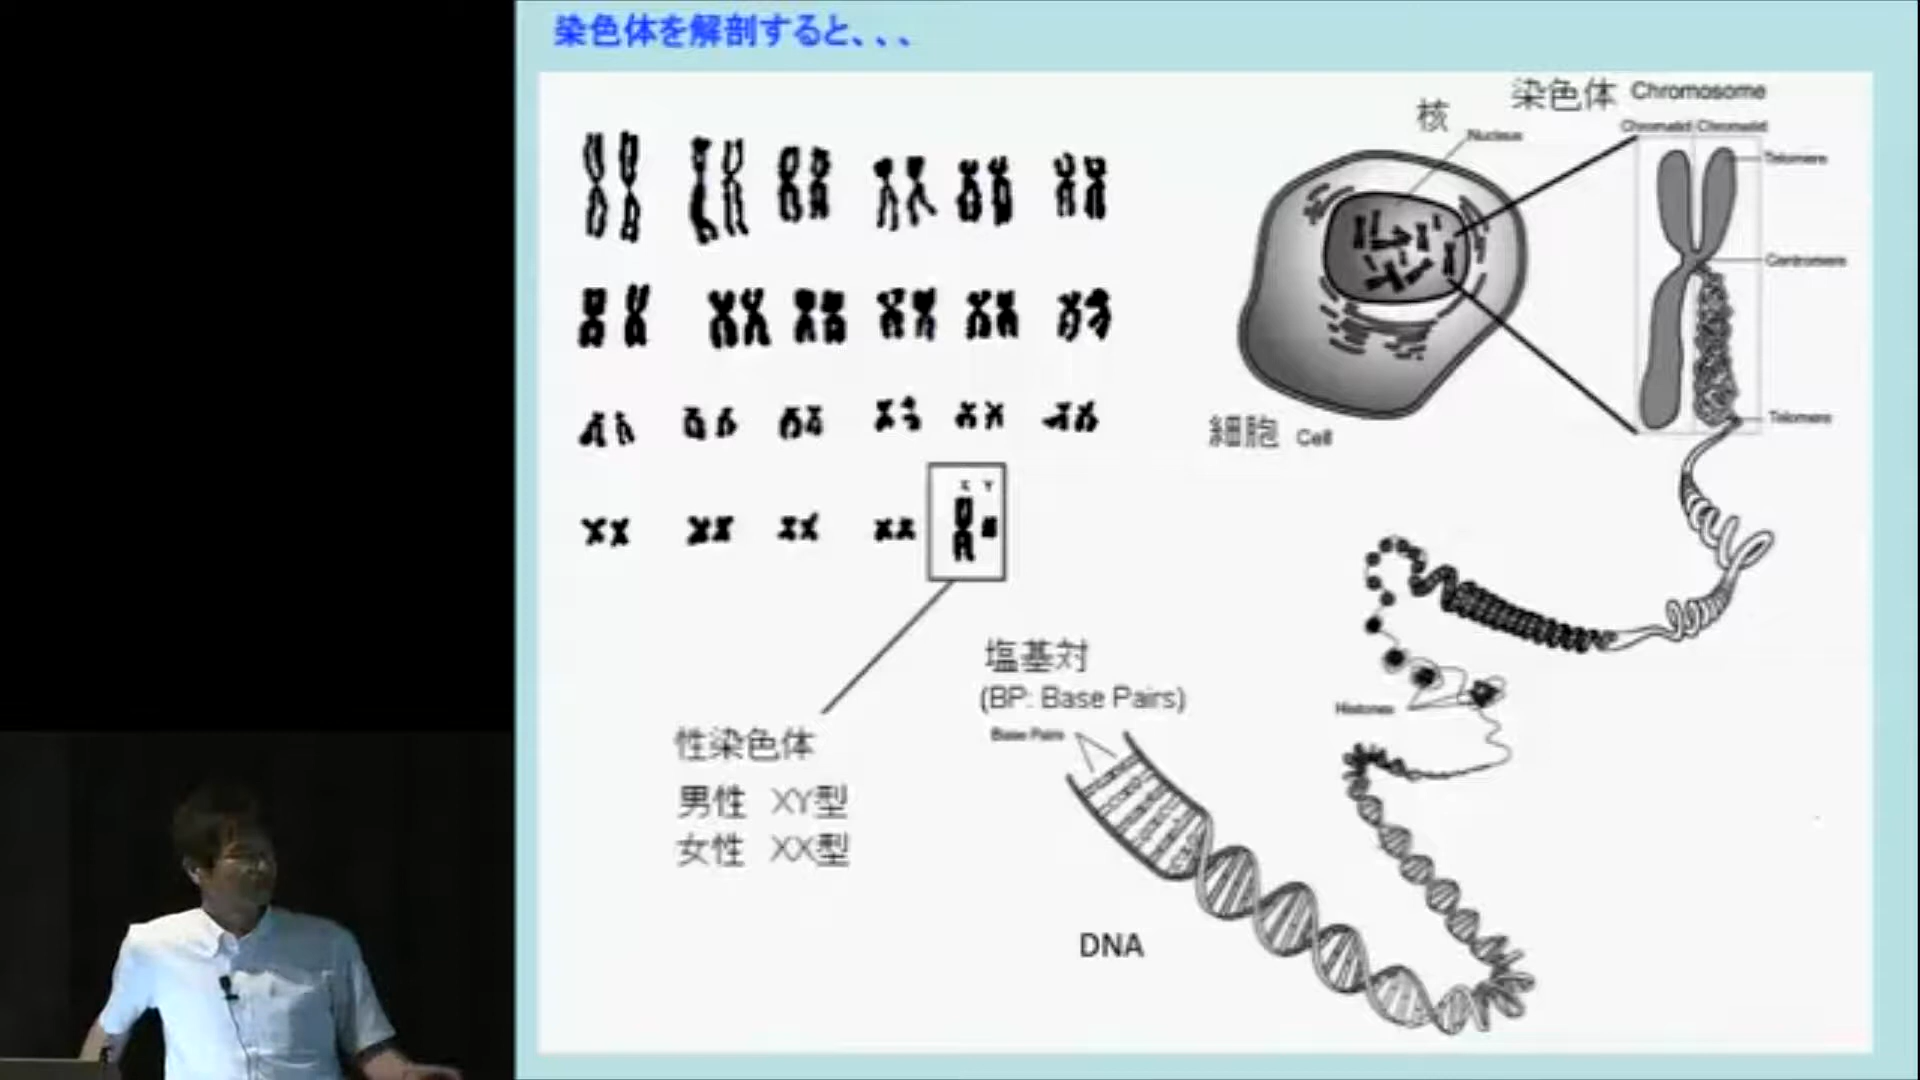 染色体を解剖すると、、、
染色体 Chromosome
核
Nucleus
Chromatid Chromatid
Telomere
Centromere
Telomere
細胞 Cell
X Y
塩基対
(BP: Base Pairs)
Base Pairs
Histones
性染色体
男性 XY型
女性 XX型
DNA